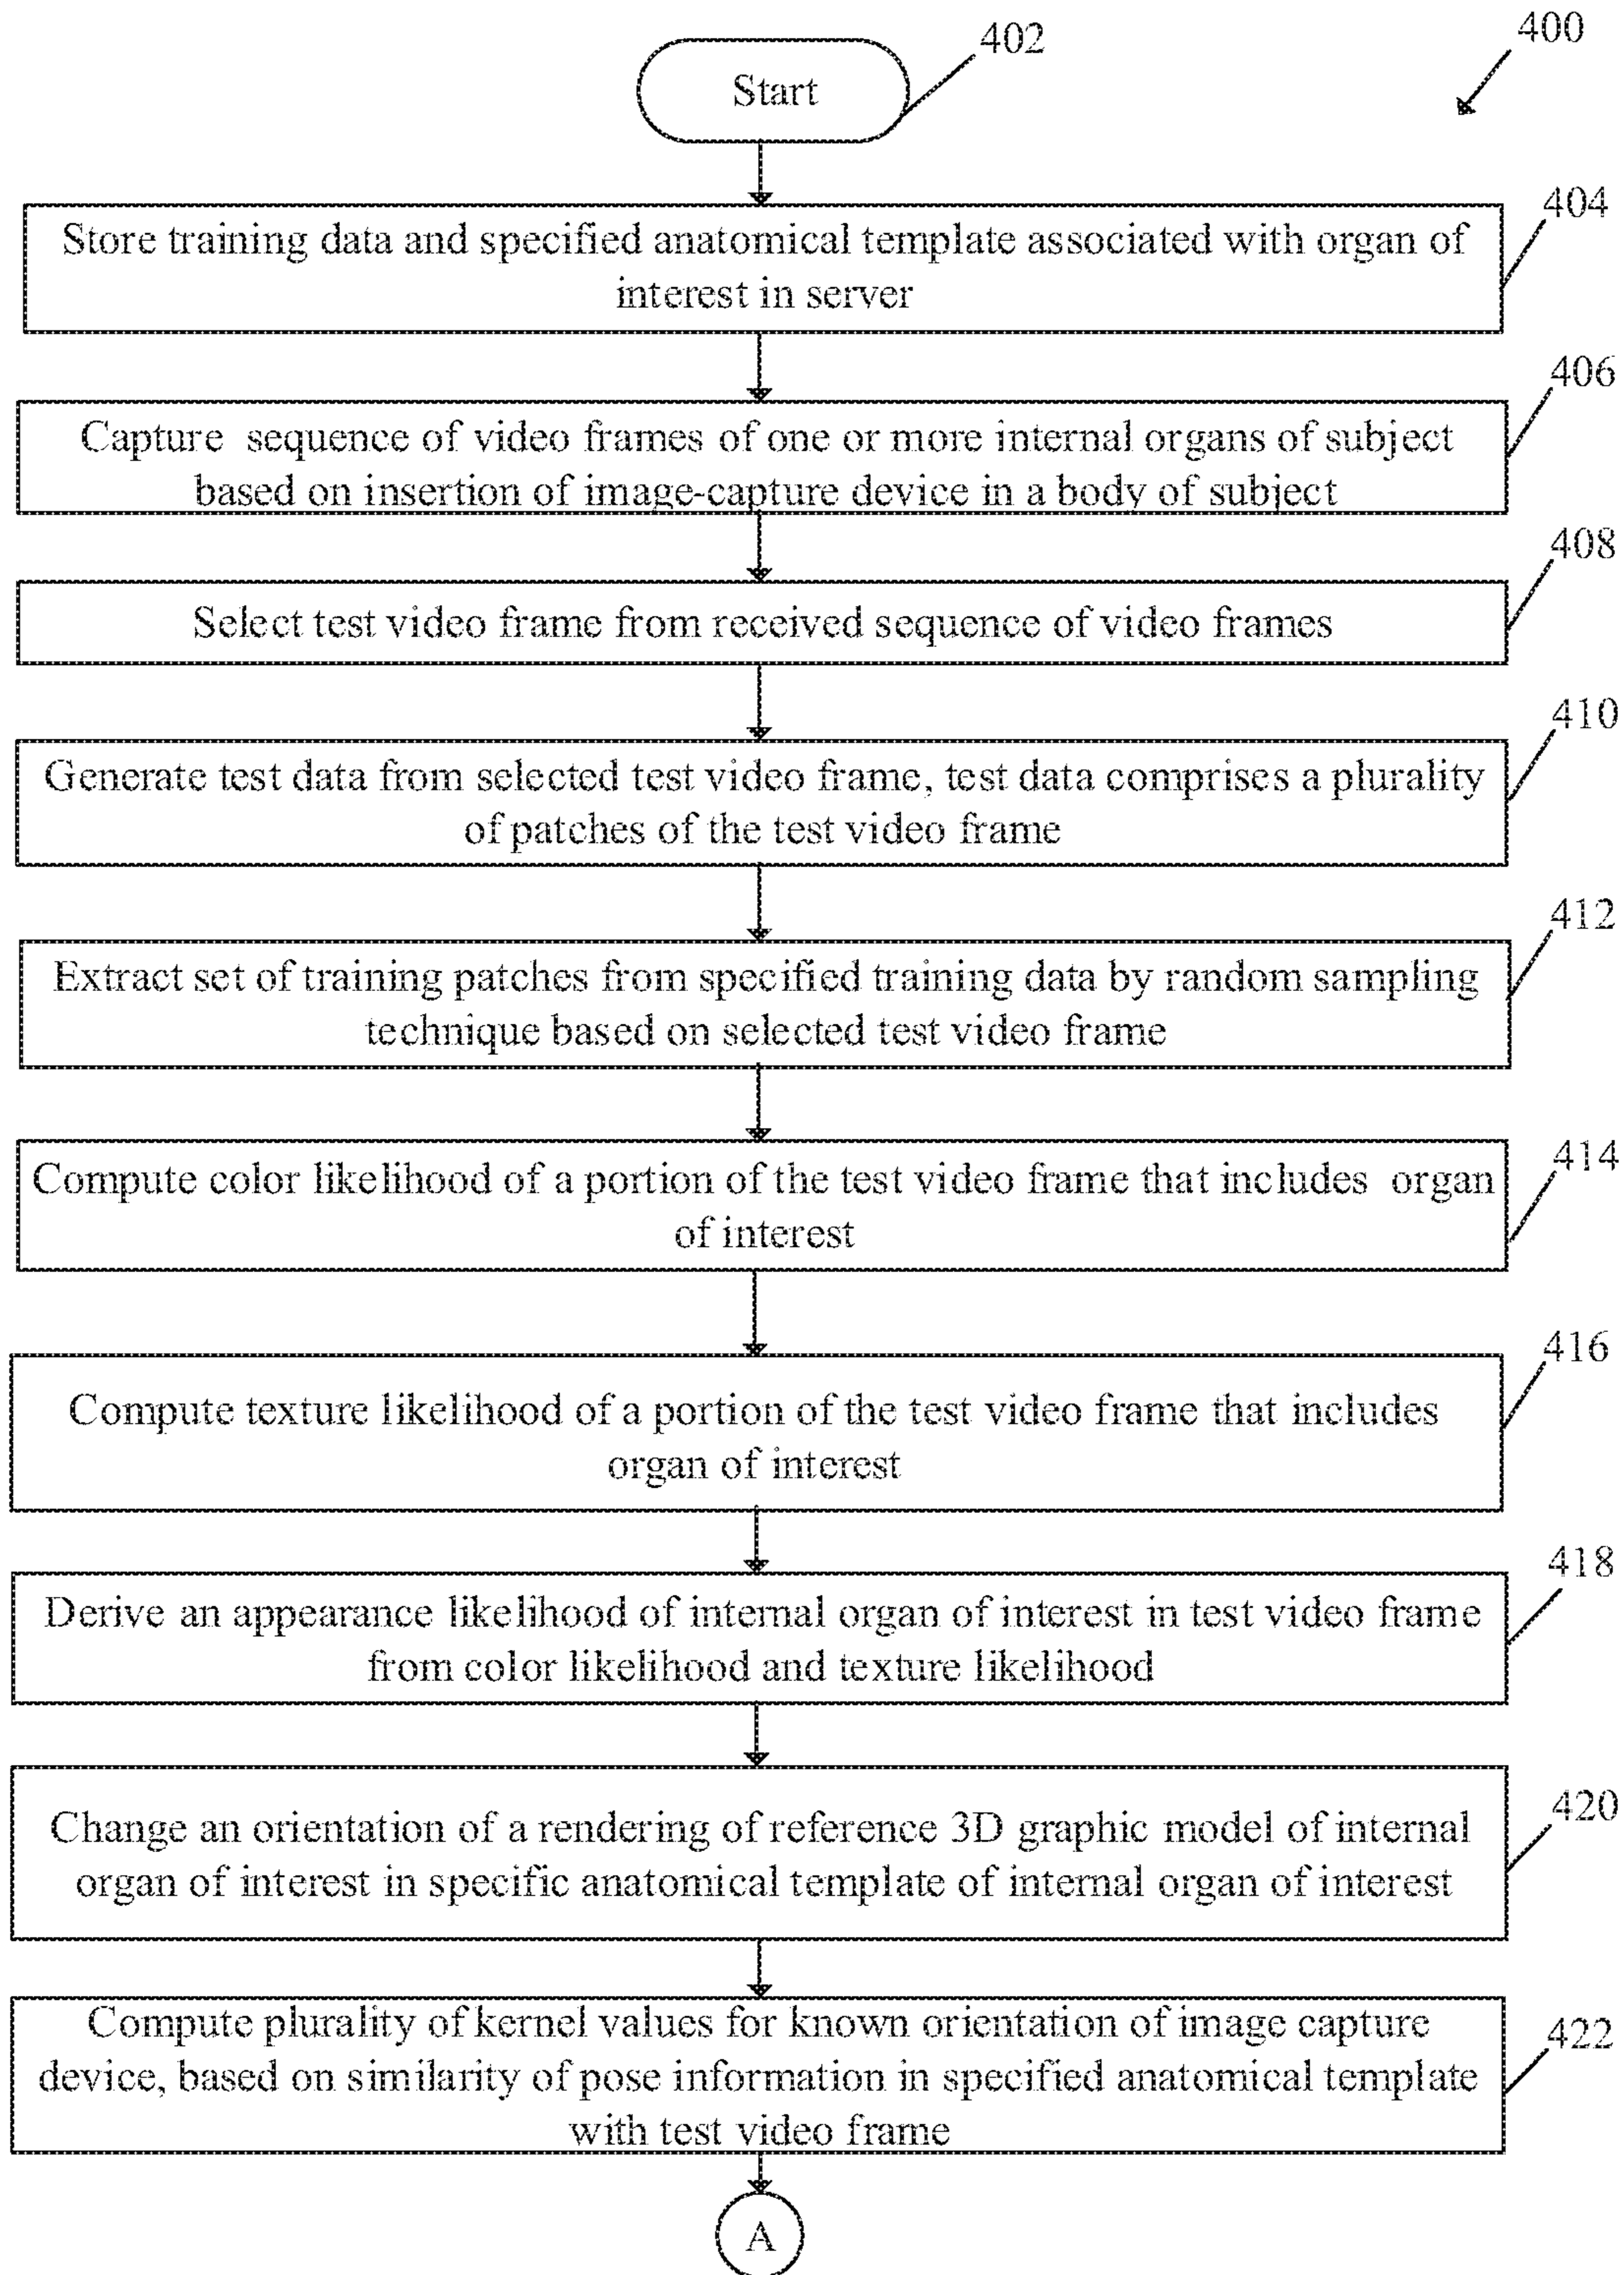 400
402
Start
404
Store training data and specified anatomical template associated with organ of
interest in server
406
Capture sequence of video frames of one or more internal organs of subject
based on insertion of image-capture device in a body of subject
408
Select test video frame from received sequence of video frames
410
Generate test data from selected test video frame, test data comprises a plurality
of patches of the test video frame
412
Extract set of training patches from specified training data by random sampling
technique based on selected test video frame
414
Compute color likelihood of a portion of the test video frame that includes organ
of interest
416
Compute texture likelihood of a portion of the test video frame that includes
organ of interest
418
Derive an appearance likelihood of internal organ of interest in test video frame
from color likelihood and texture likelihood
420
Change an orientation of a rendering of reference 3D graphic model of internal
organ of interest in specific anatomical template of internal organ of interest
422
Compute plurality of kernel values for known orientation of image capture
device, based on similarity of pose information in specified anatomical template
with test video frame
A